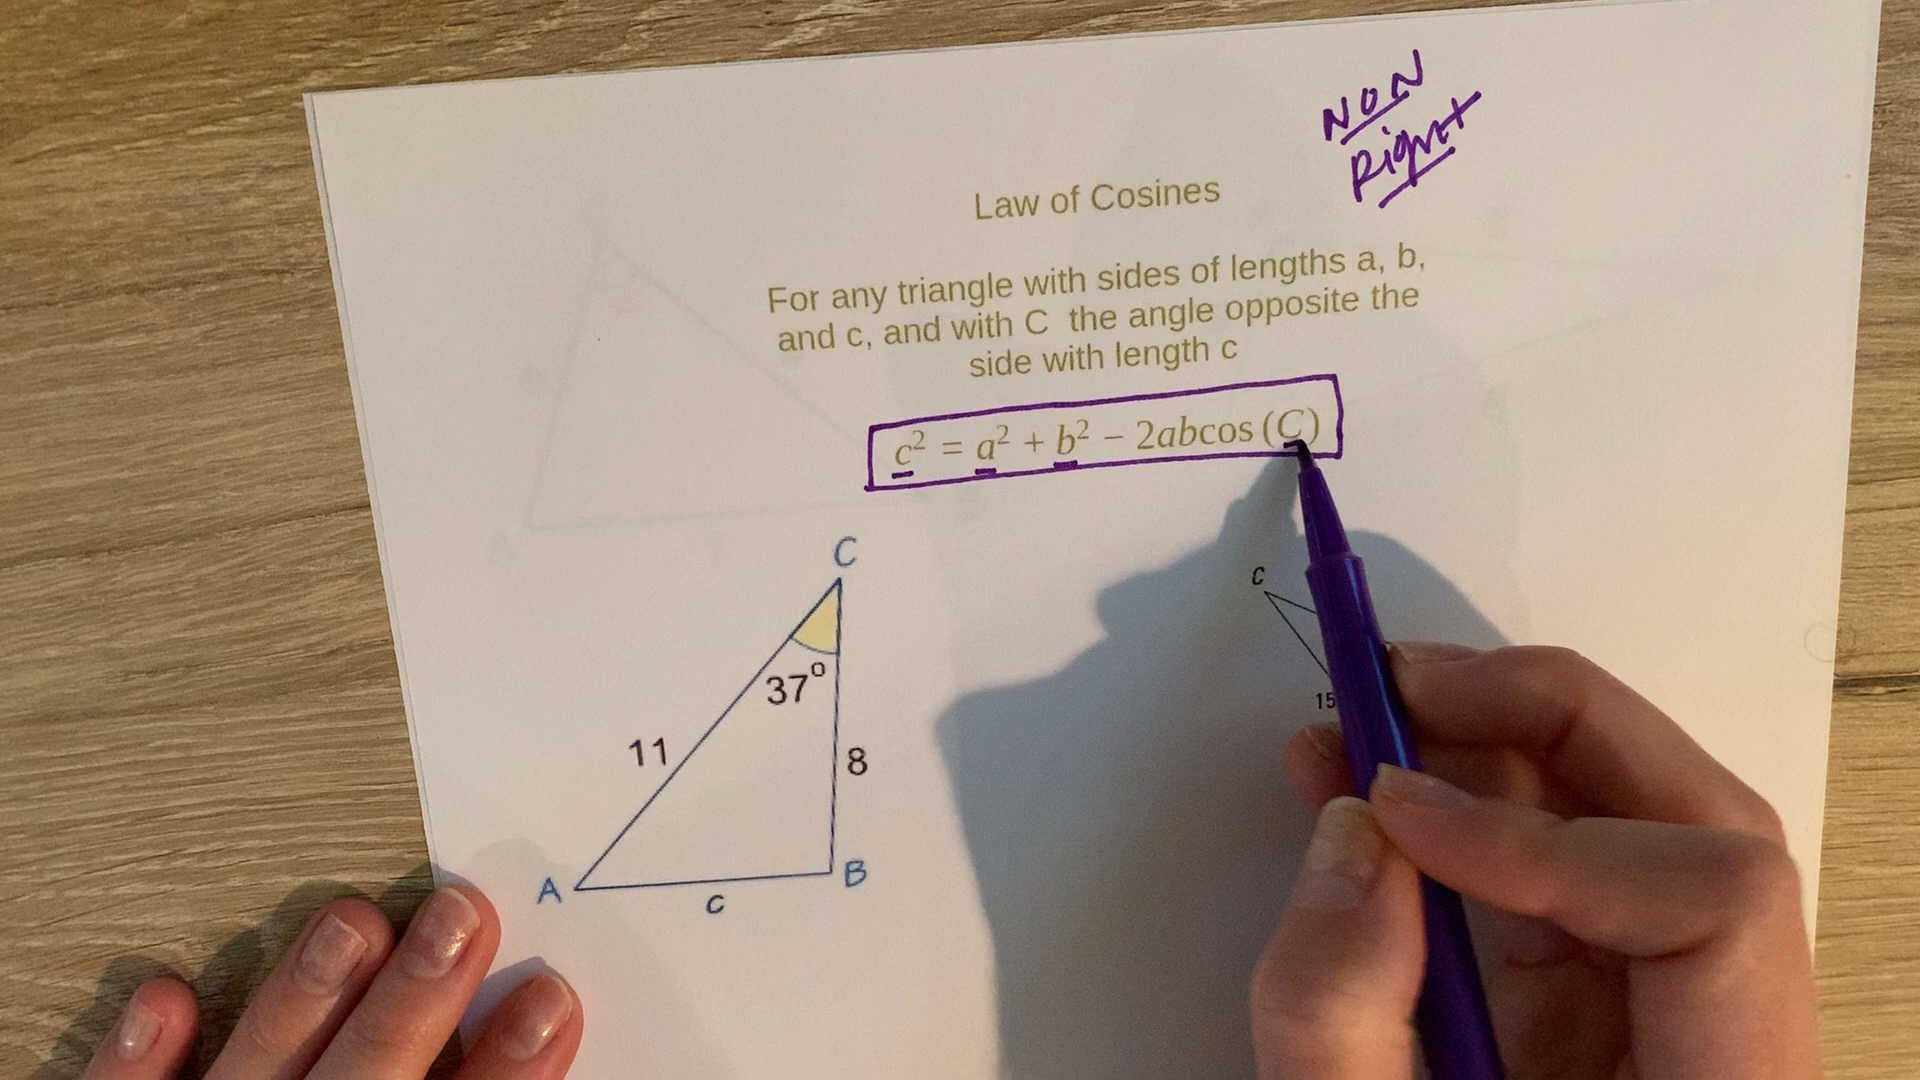 NON
Right
Law of Cosines
For any triangle with sides of lengths a, b,
and c, and with C the angle opposite the
side with length c
c² = a² + b² − 2abcos (C)
C
37°
11
8
A
B
c
C
15